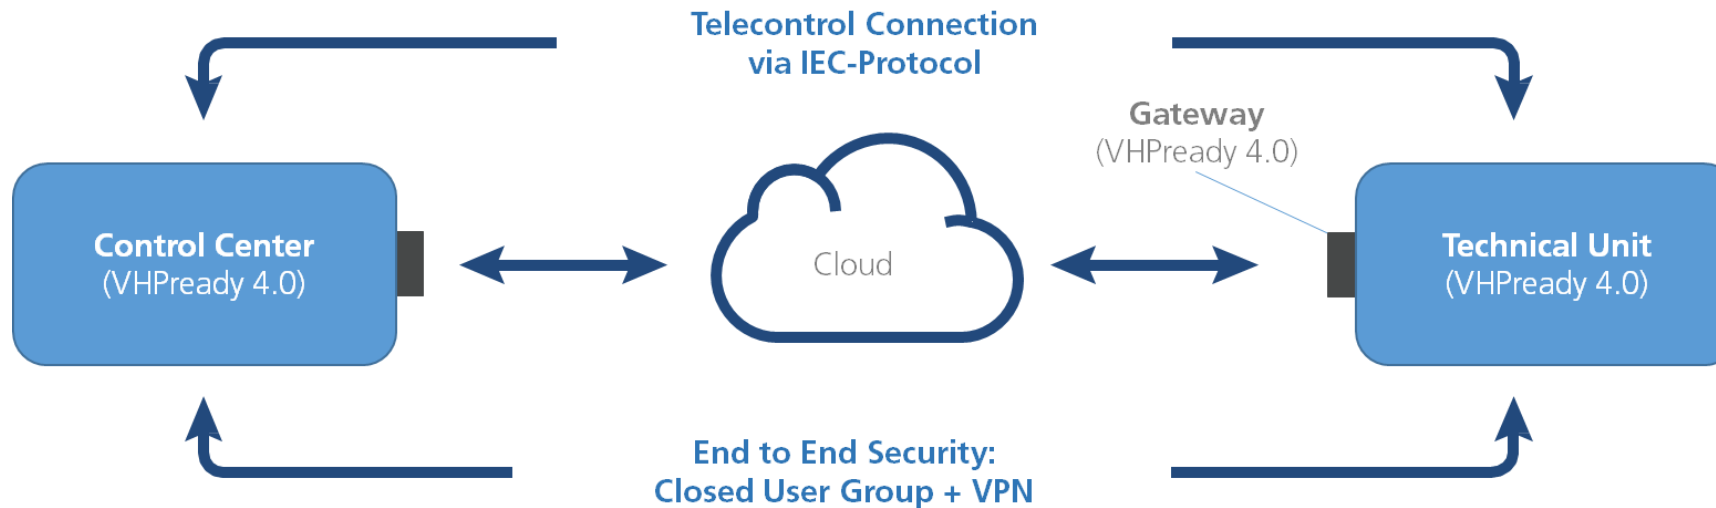 Telecontrol Connection
via IEC-Protocol
Gateway
(VHPready 4.0)
Control Center
(VHPready 4.0)
Cloud
Technical Unit
(VHPready 4.0)
End to End Security:
Closed User Group + VPN